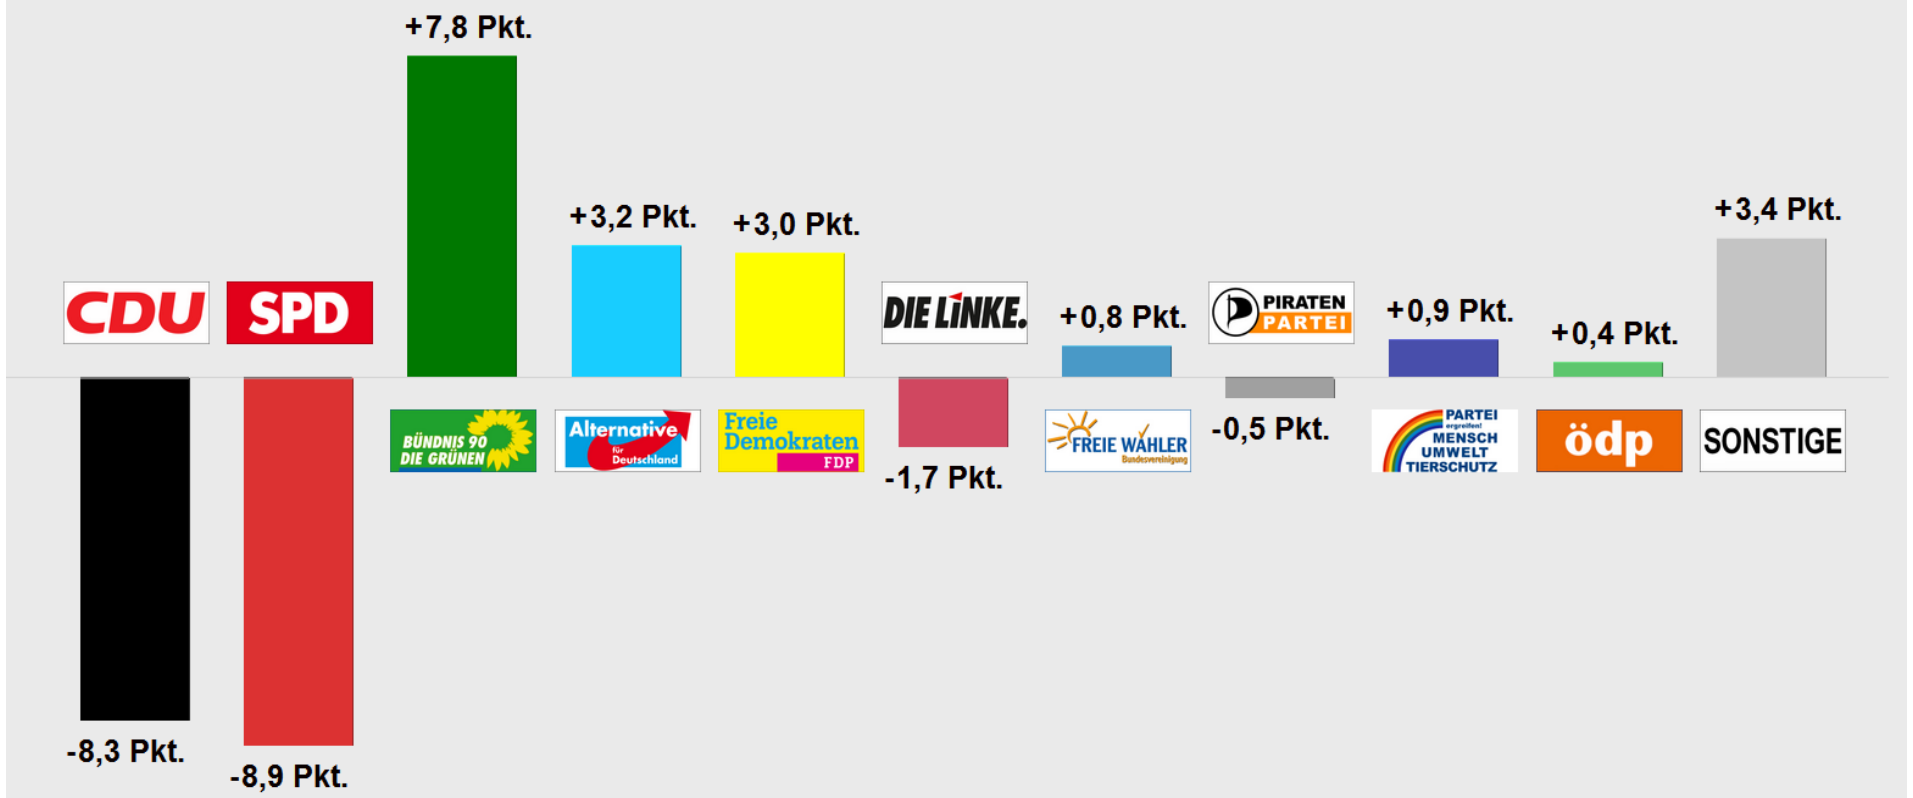 +7,8 Pkt.
+3,2 Pkt.
+3,0 Pkt.
+3,4 Pkt.
CDU
SPD
DIE LINKE.
+0,8 Pkt.
PIRATEN
PARTEI
+0,9 Pkt.
+0,4 Pkt.
BÜNDNIS 90
DIE GRÜNEN
Alternative
für
Deutschland
Freie
Demokraten
FDP
-1,7 Pkt.
FREIE WÄHLER
Bundesvereinigung
-0,5 Pkt.
PARTEI
ergreifen!
MENSCH
UMWELT
TIERSCHUTZ
ödp
SONSTIGE
-8,3 Pkt.
-8,9 Pkt.